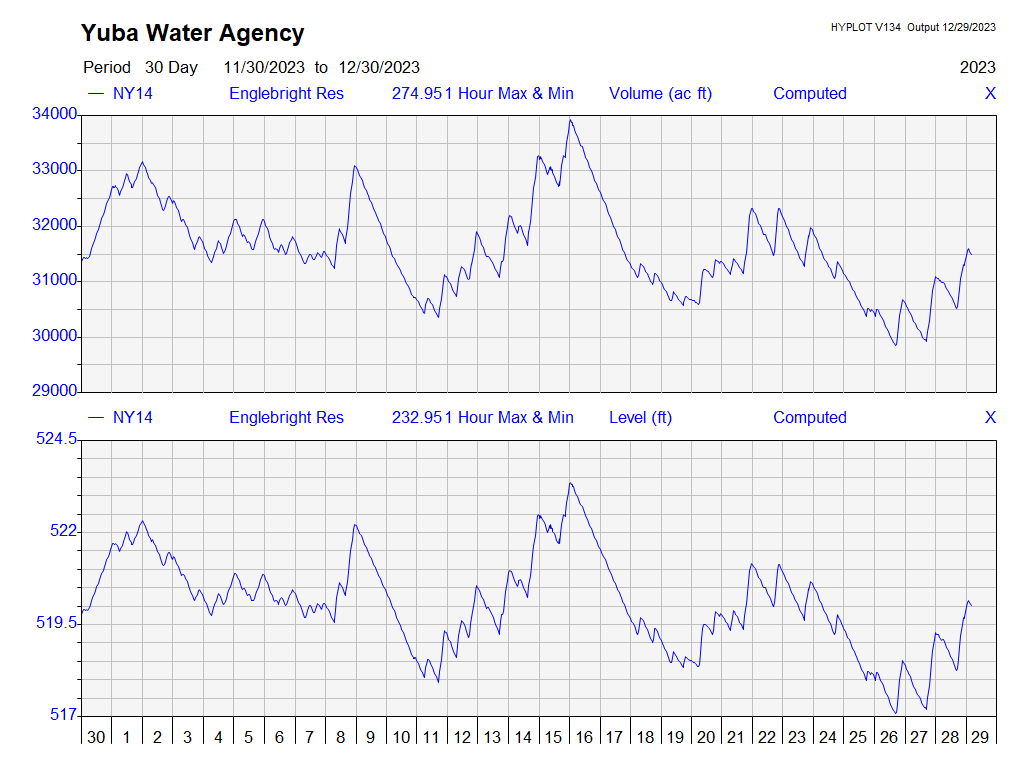 Yuba Water Agency
HYPLOT V134 Output 12/29/2023
Period 30 Day 11/30/2023 to 12/30/2023 2023
NY14 Englebright Res 274.951 Hour Max & Min Volume (ac ft) Computed X
34000
33000
32000
31000
30000
29000
NY14 Englebright Res 232.951 Hour Max & Min Level (ft) Computed X
524.5
522
519.5
517
30 1 2 3 4 5 6 7 8 9 10 11 12 13 14 15 16 17 18 19 20 21 22 23 24 25 26 27 28 29